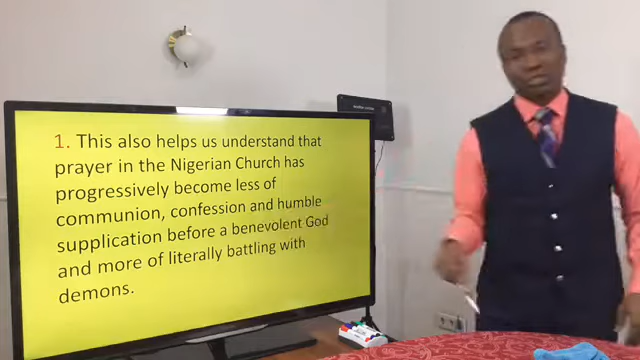 1. This also helps us understand that
prayer in the Nigerian Church has
progressively become less of
communion, confession and humble
supplication before a benevolent God
and more of literally battling with
demons.